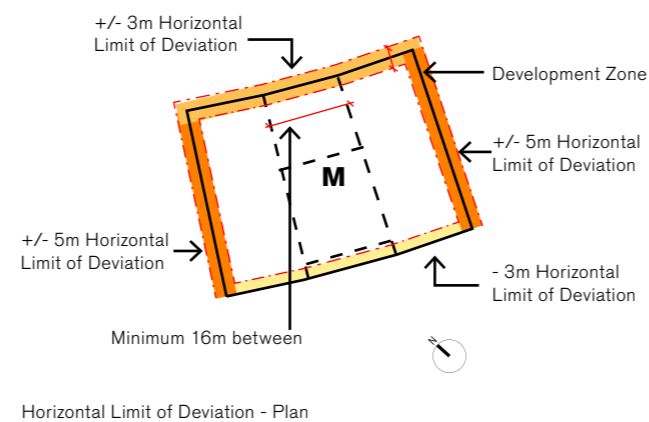 +/- 3m Horizontal
Limit of Deviation
Development Zone
+/- 5m Horizontal
Limit of Deviation
M
+/- 5m Horizontal
Limit of Deviation
- 3m Horizontal
Limit of Deviation
Minimum 16m between
N
Horizontal Limit of Deviation - Plan